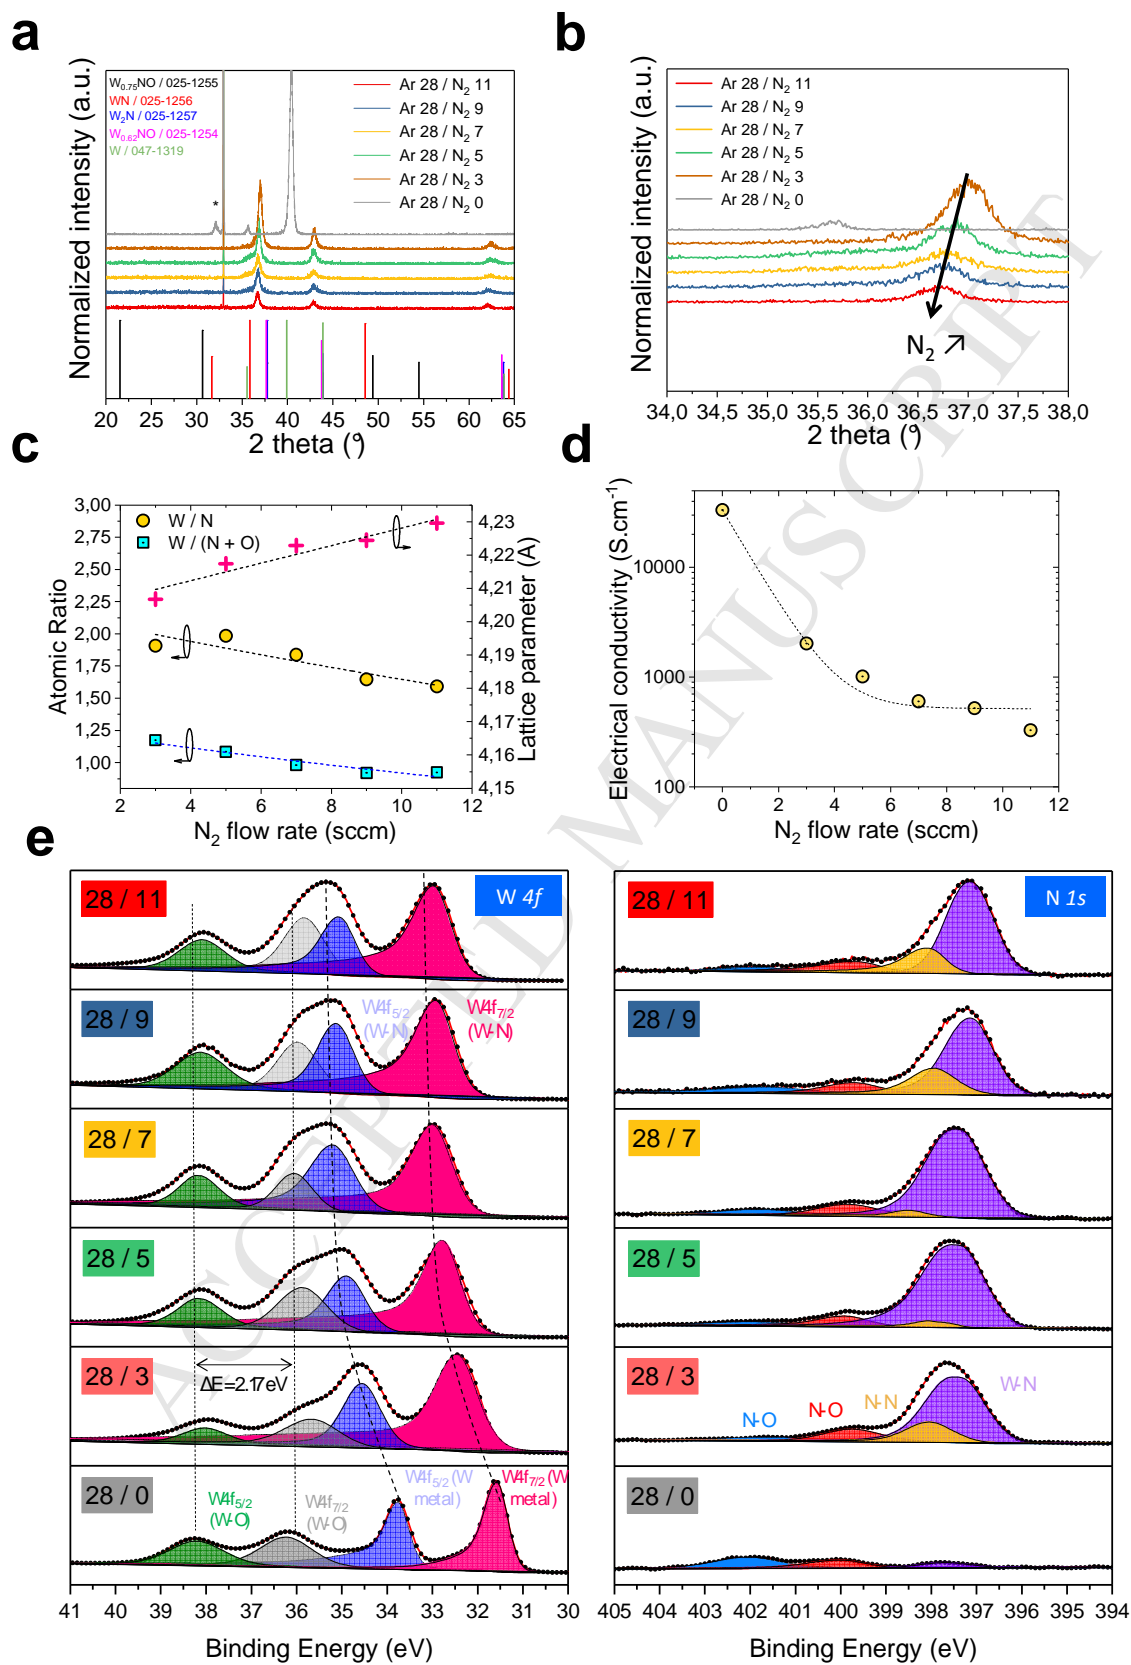 a
Normalized intensity (a.u.)
W0.75NO / 025-1255
WN / 025-1256
W2N / 025-1257
W0.62NO / 025-1254
W / 047-1319
*
Ar 28 / N2 11
Ar 28 / N2 9
Ar 28 / N2 7
Ar 28 / N2 5
Ar 28 / N2 3
Ar 28 / N2 0
20 25 30 35 40 45 50 55 60 65
2 theta (°)
b
Normalized intensity (a.u.)
Ar 28 / N2 11
Ar 28 / N2 9
Ar 28 / N2 7
Ar 28 / N2 5
Ar 28 / N2 3
Ar 28 / N2 0
N2 ↗
34,0 34,5 35,0 35,5 36,0 36,5 37,0 37,5 38,0
2 theta (°)
c
Atomic Ratio
3,00
2,75
2,50
2,25
2,00
1,75
1,50
1,25
1,00
W / N
W / (N + O)
4,23
4,22
4,21
4,20
4,19
4,18
4,17
4,16
4,15
Lattice parameter (A)
2 4 6 8 10 12
N2 flow rate (sccm)
d
Electrical conductivity (S.cm-1)
10000
1000
100
0 2 4 6 8 10 12
N2 flow rate (sccm)
e
28 / 11
W 4f
28 / 9
W4f5/2
(W-N)
W4f7/2
(W-N)
28 / 7
28 / 5
28 / 3
ΔE=2.17eV
28 / 0
W4f5/2
(W-O)
W4f7/2
(W-O)
W4f5/2 (W
metal)
W4f7/2 (W
metal)
41 40 39 38 37 36 35 34 33 32 31 30
Binding Energy (eV)
28 / 11
N 1s
28 / 9
28 / 7
28 / 5
28 / 3
N-O
N-O
N-N
W-N
28 / 0
405 404 403 402 401 400 399 398 397 396 395 394
Binding Energy (eV)
ACCEPTED MANUSCRIPT